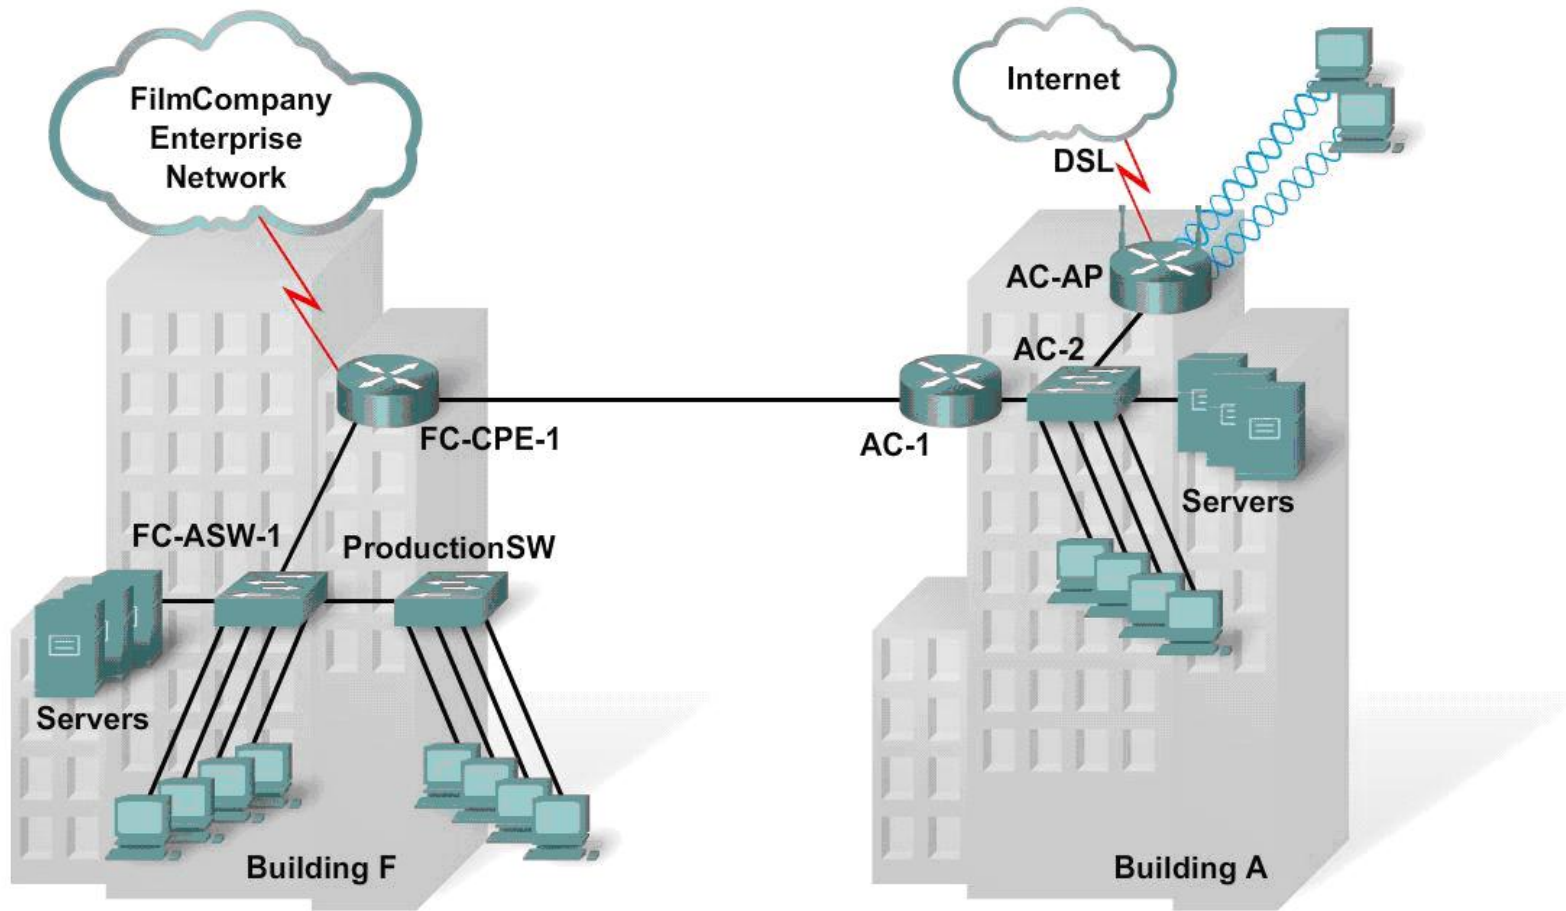 FilmCompany
Enterprise
Network
Internet
DSL
AC-AP
AC-2
FC-CPE-1
AC-1
Servers
FC-ASW-1
ProductionSW
Servers
Building F
Building A